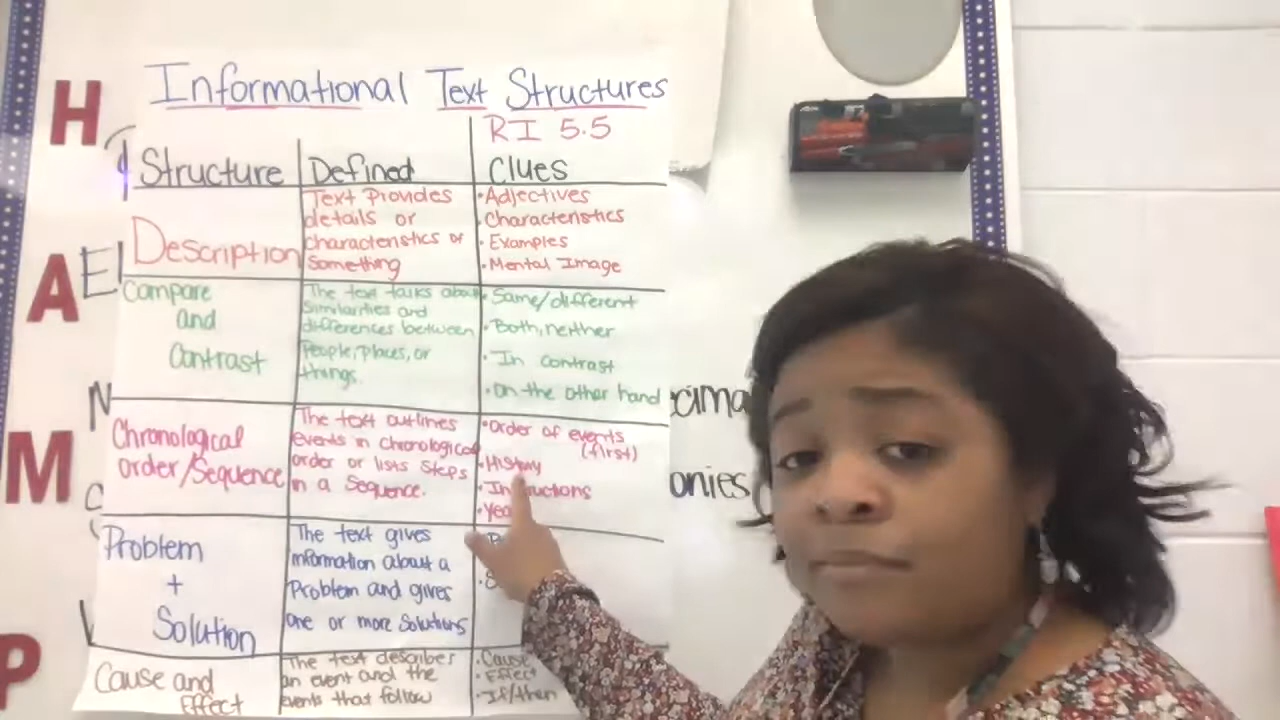 Informational Text Structures
RI 5.5
Structure
Defined
Clues
Description
Text Provides
details or
characteristics of
Something
•Adjectives
•Characteristics
•Examples
•Mental Image
Compare
and
Contrast
The text talks about
Similarities and
differences between
People, places, or
things.
•Same/different
•Both, neither
•In contrast
•on the other hand
Chronological
order/Sequence
The text outlines
events in chronological
order or lists steps
in a sequence.
•Order of events
(first)
•History
Problem
+
Solution
The text gives
information about a
Problem and gives
one or more Solutions
Cause and
Effect
The text describes
an event and the
events that follow
•Cause
Effect
•If/then
H
A
M
P